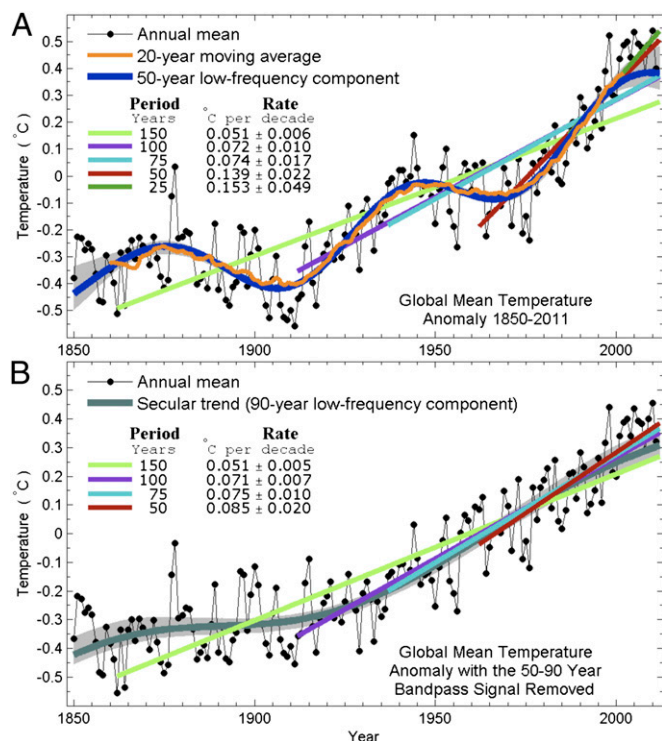 A
Annual mean
20-year moving average
50-year low-frequency component
Period Rate
Years °C per decade
150 0.051 ± 0.006
100 0.072 ± 0.010
75 0.074 ± 0.017
50 0.139 ± 0.022
25 0.153 ± 0.049
Temperature (°C)
0.5
0.4
0.3
0.2
0.1
0
-0.1
-0.2
-0.3
-0.4
-0.5
Global Mean Temperature
Anomaly 1850-2011
1850 1900 1950 2000
B
Annual mean
Secular trend (90-year low-frequency component)
Period Rate
Years °C per decade
150 0.051 ± 0.005
100 0.071 ± 0.007
75 0.075 ± 0.010
50 0.085 ± 0.020
Temperature (°C)
0.5
0.4
0.3
0.2
0.1
0
-0.1
-0.2
-0.3
-0.4
-0.5
Global Mean Temperature
Anomaly with the 50-90 Year
Bandpass Signal Removed
1850 1900 1950 2000
Year